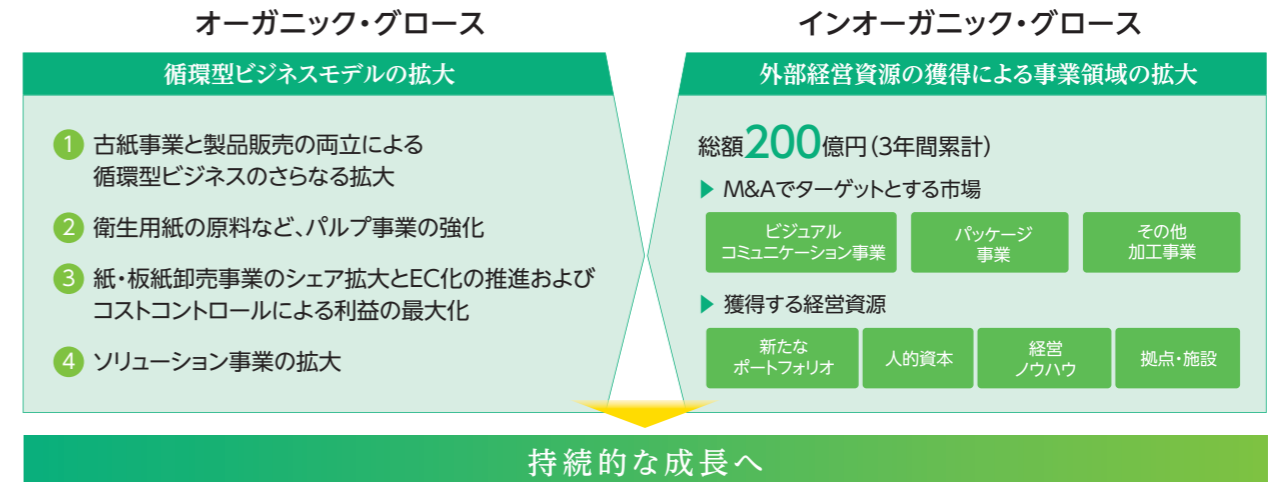 オーガニック・グロース
循環型ビジネスモデルの拡大
1 古紙事業と製品販売の両立による
循環型ビジネスのさらなる拡大
2 衛生用紙の原料など、パルプ事業の強化
3 紙・板紙卸売事業のシェア拡大とEC化の推進および
コストコントロールによる利益の最大化
4 ソリューション事業の拡大
インオーガニック・グロース
外部経営資源の獲得による事業領域の拡大
総額200億円(3年間累計)
▶ M&Aでターゲットとする市場
ビジュアル
コミュニケーション事業
パッケージ
事業
その他
加工事業
▶ 獲得する経営資源
新たな
ポートフォリオ
人的資本
経営
ノウハウ
拠点・施設
持続的な成長へ